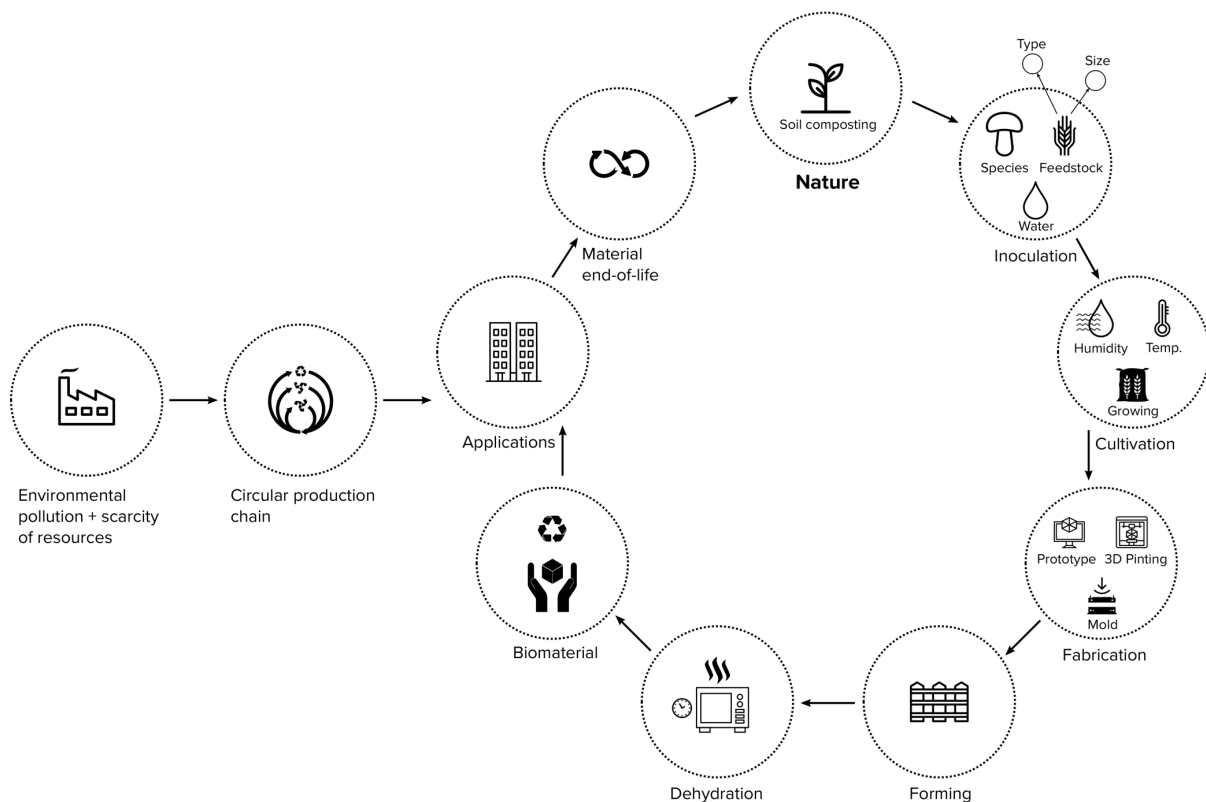 Type
Size
Soil composting
Nature
Species
Feedstock
Water
Inoculation
Material
end-of-life
Humidity
Temp.
Growing
Cultivation
Applications
Environmental
pollution + scarcity
of resources
Circular production
chain
Prototype
3D Pinting
Mold
Fabrication
Biomaterial
Dehydration
Forming